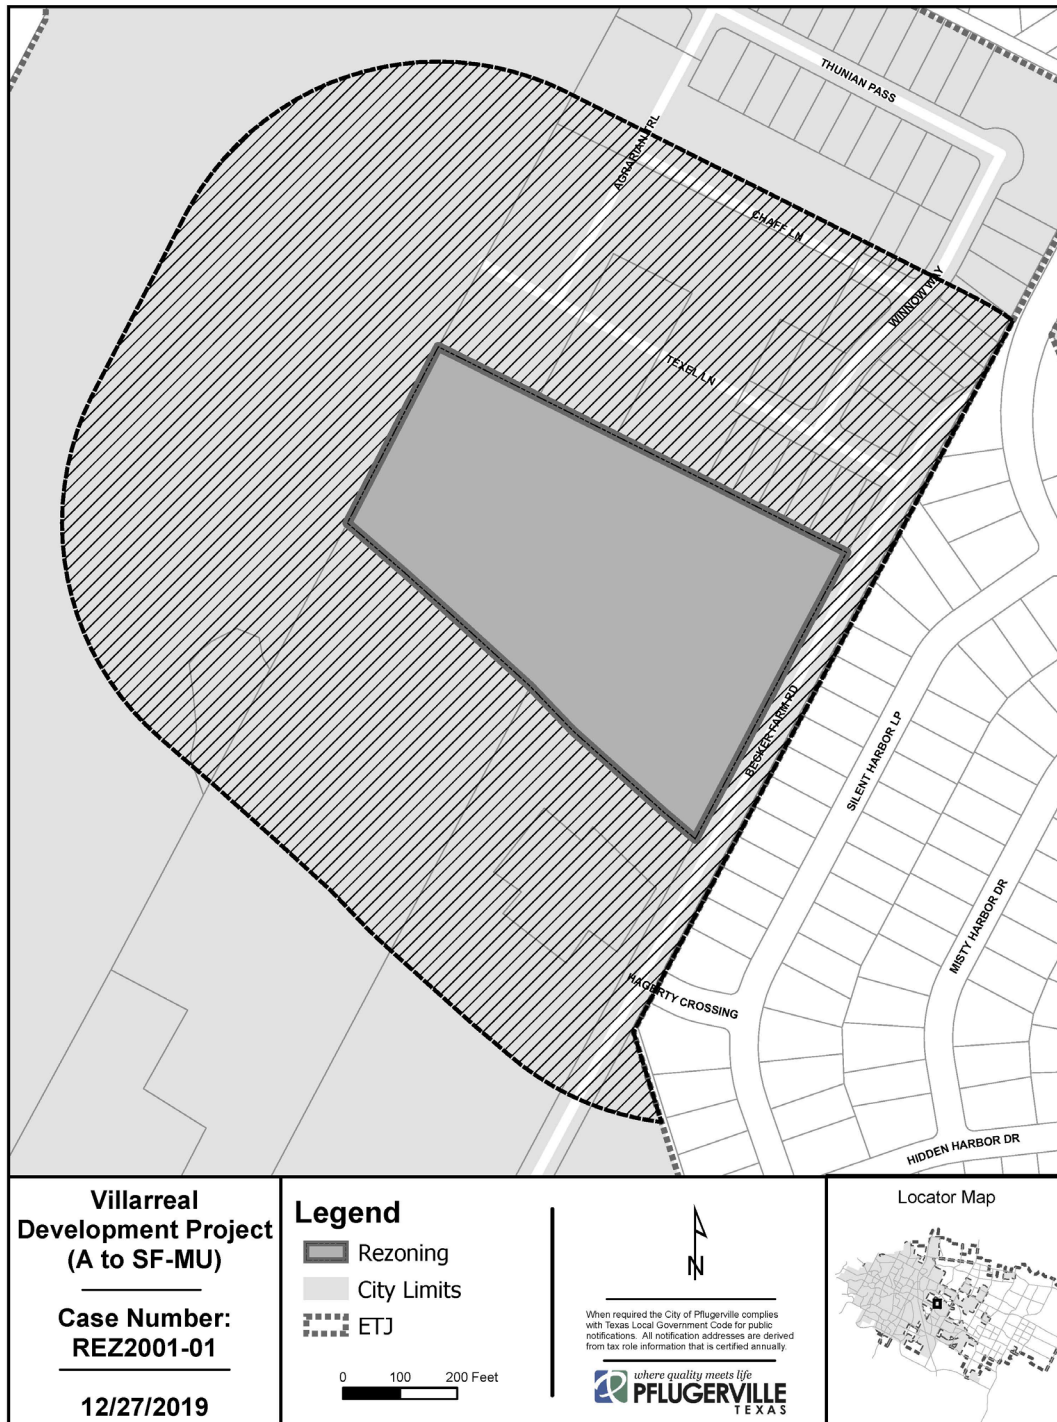 THUNIAN PASS
AGRARIAN TRL
CHAFF LN
WINNOW WAY
TEXEL LN
BECKER FARM RD
SILENT HARBOR LP
MISTY HARBOR DR
HAGERTY CROSSING
HIDDEN HARBOR DR
Villarreal
Development Project
(A to SF-MU)
Case Number:
REZ2001-01
12/27/2019
Legend
Rezoning
City Limits
ETJ
0 100 200 Feet
N
When required the City of Pflugerville complies
with Texas Local Government Code for public
notifications. All notification addresses are derived
from tax role information that is certified annually.
where quality meets life
PFLUGERVILLE
TEXAS
Locator Map